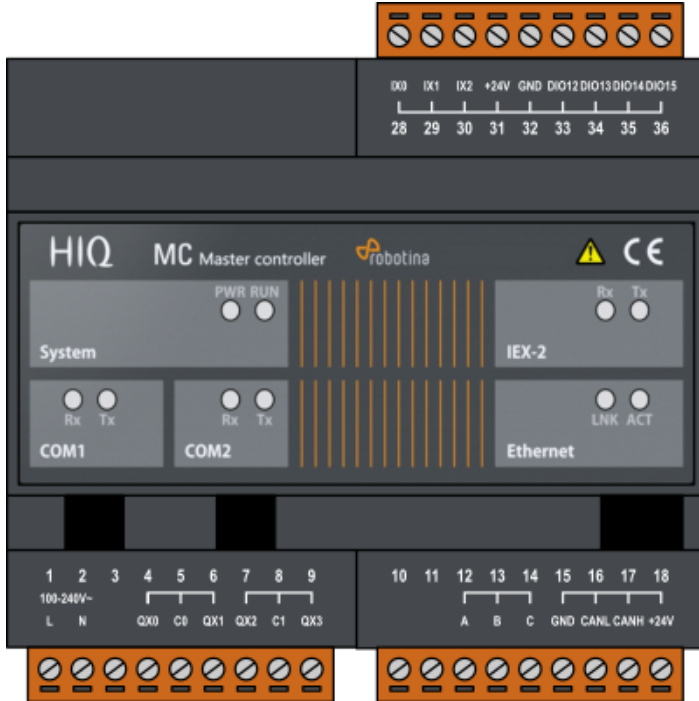 IX0 IX1 IX2 +24V GND DIO12 DIO13 DIO14 DIO15
28 29 30 31 32 33 34 35 36
HIQ MC Master controller robotina CE
PWR RUN
System
Rx Tx
IEX-2
Rx Tx
COM1
Rx Tx
COM2
LNK ACT
Ethernet
1 2 3 4 5 6 7 8 9
100-240V~
L N QX0 C0 QX1 QX2 C1 QX3
10 11 12 13 14 15 16 17 18
A B C GND CANL CANH +24V